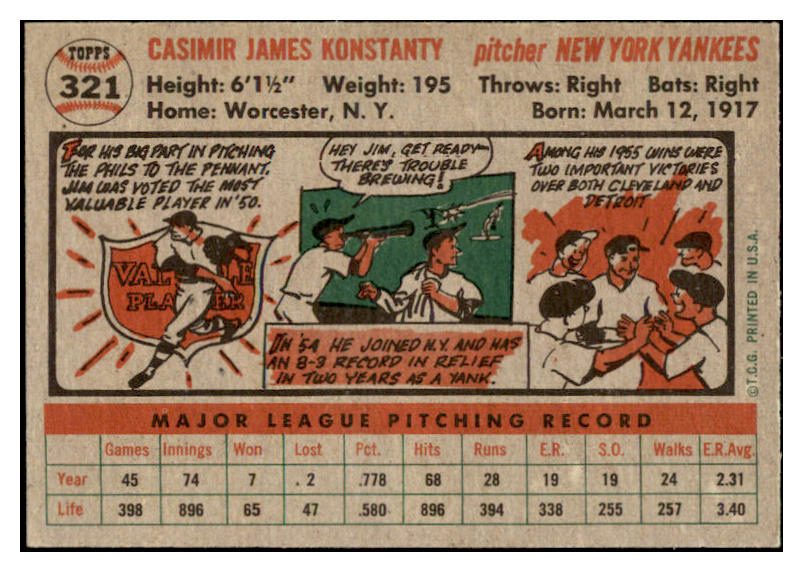 TOPPS
321
CASIMIR JAMES KONSTANTY pitcher NEW YORK YANKEES
Height: 6'1½" Weight: 195 Throws: Right Bats: Right
Home: Worcester, N. Y. Born: March 12, 1917
FOR HIS BIG PART IN PITCHING
THE PHILS TO THE PENNANT,
JIM WAS VOTED THE MOST
VALUABLE PLAYER IN '50.
VAL LE
PLAYER
HEY JIM, GET READY—
THERE'S TROUBLE
BREWING!
IN '54 HE JOINED N.Y. AND HAS
AN 8-3 RECORD IN RELIEF
IN TWO YEARS AS A YANK.
AMONG HIS 1955 WINS WERE
TWO IMPORTANT VICTORIES
OVER BOTH CLEVELAND AND
DETROIT
©T.C.G. PRINTED IN U.S.A.
MAJOR LEAGUE PITCHING RECORD
Games Innings Won Lost Pct. Hits Runs E.R. S.O. Walks E.R.Avg.
Year 45 74 7 . 2 .778 68 28 19 19 24 2.31
Life 398 896 65 47 .580 896 394 338 255 257 3.40